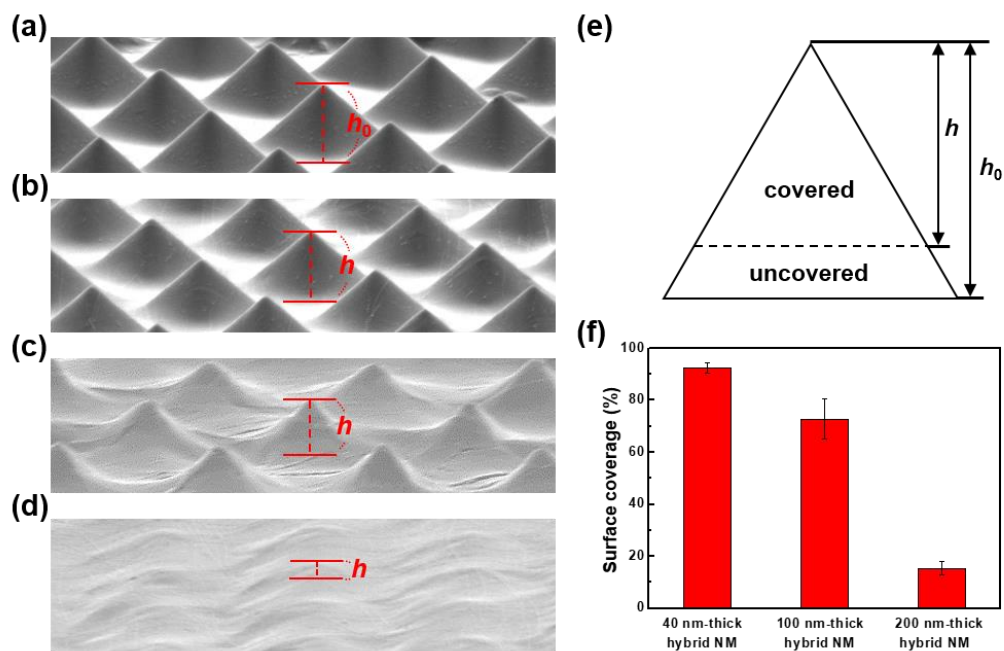 (a)
h0
(b)
h
(c)
h
(d)
h
(e)
covered
uncovered
h
h0
(f)
Surface coverage (%)
100
80
60
40
20
0
40 nm-thick
hybrid NM
100 nm-thick
hybrid NM
200 nm-thick
hybrid NM